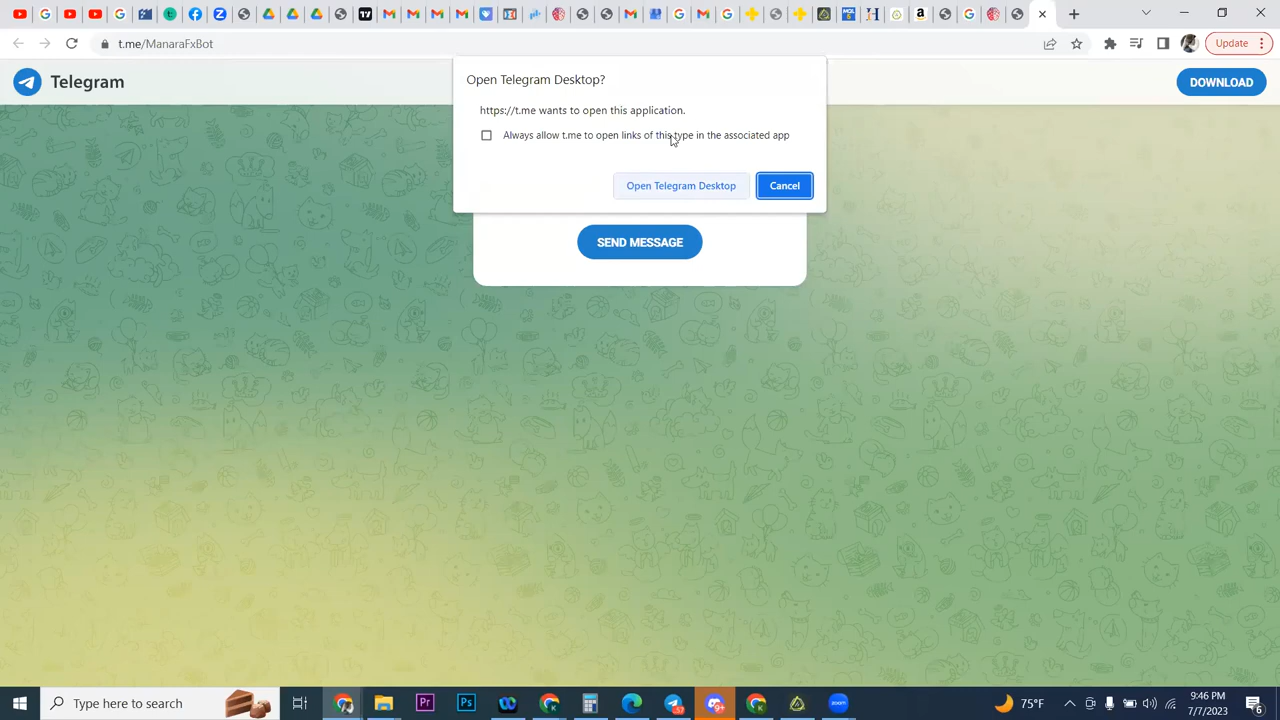 t.me/ManaraFxBot
Update
Telegram
DOWNLOAD
Open Telegram Desktop?
https://t.me wants to open this application.
Always allow t.me to open links of this type in the associated app
Open Telegram Desktop
Cancel
SEND MESSAGE
Type here to search
75°F
9:46 PM
7/7/2023
6